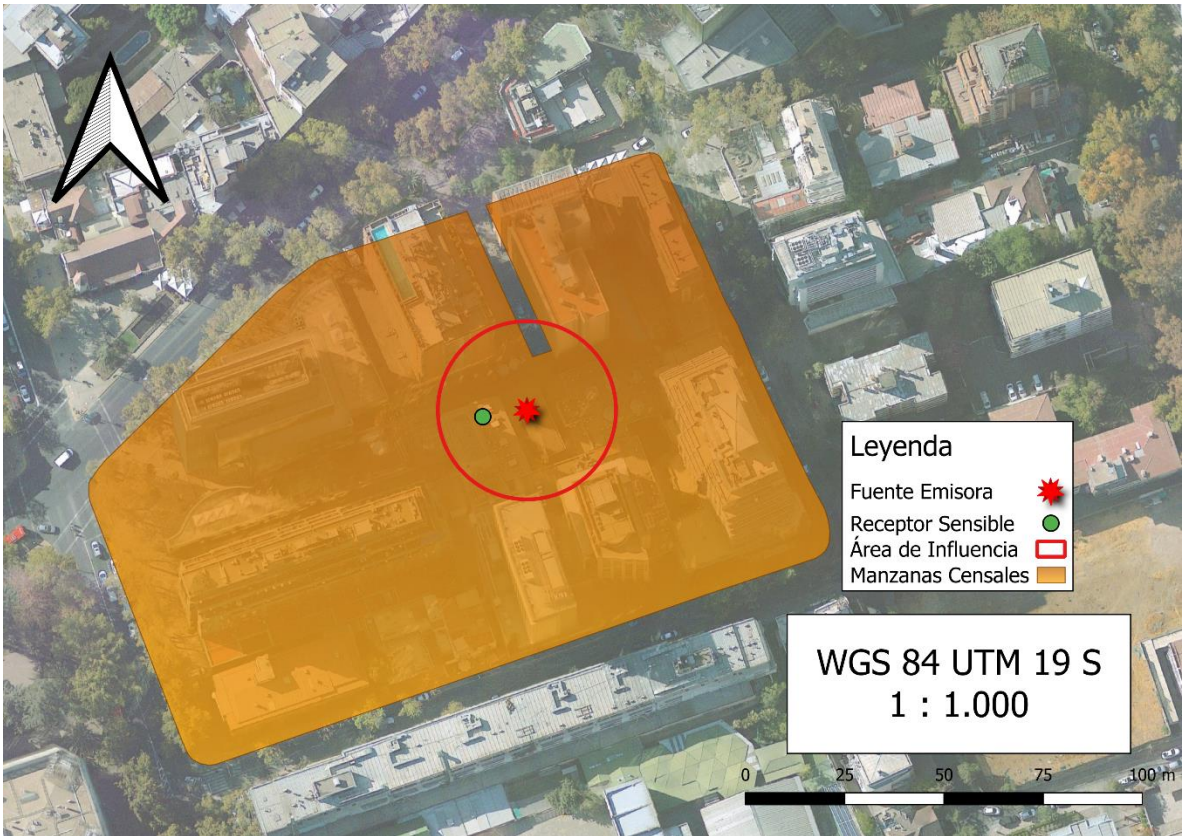 Leyenda
Fuente Emisora
Receptor Sensible
Área de Influencia
Manzanas Censales
WGS 84 UTM 19 S
1 : 1.000
0 25 50 75 100 m